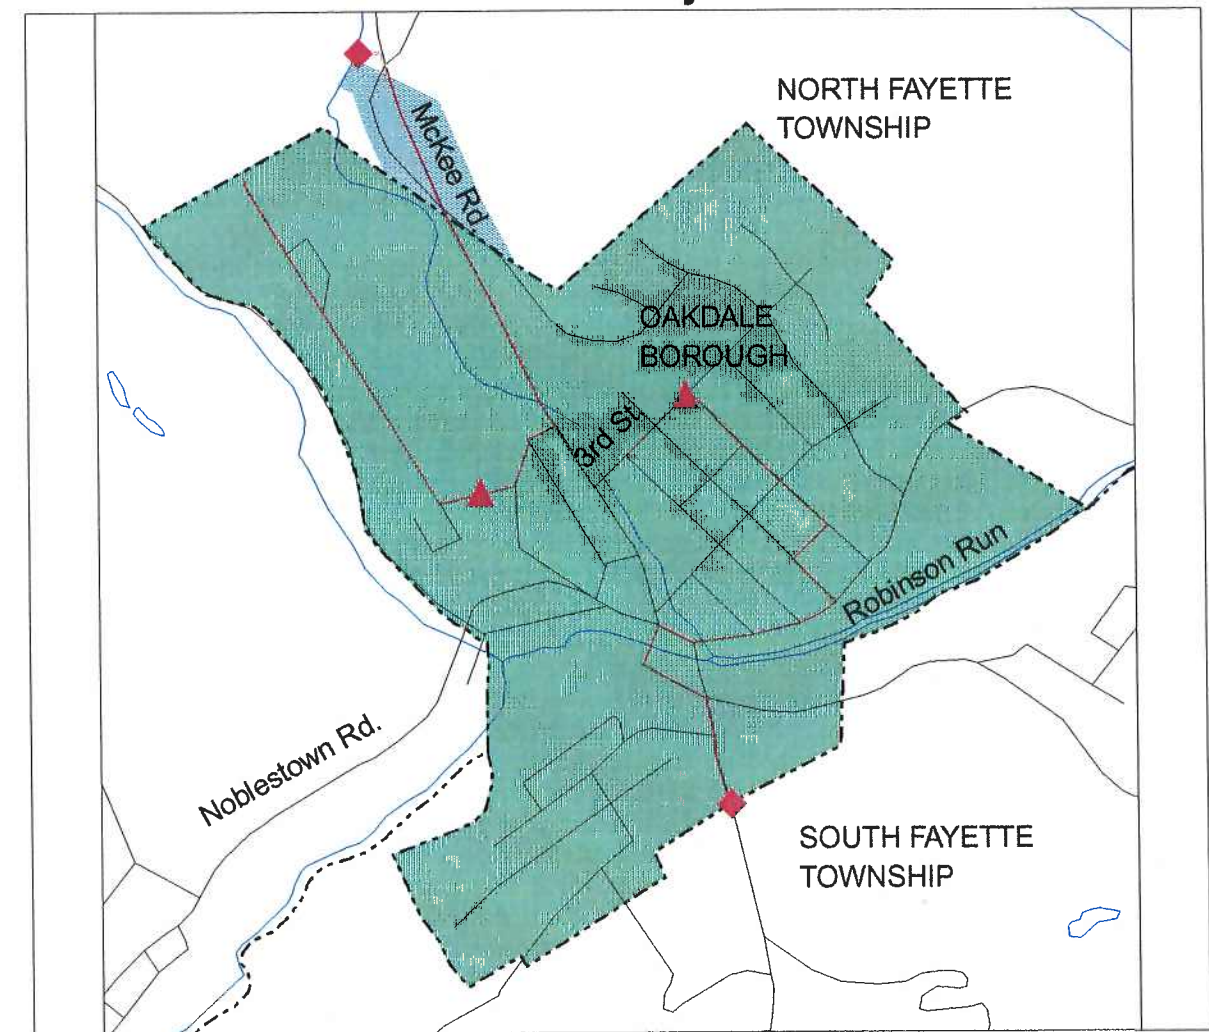 NORTH FAYETTE
TOWNSHIP
McKee Rd
OAKDALE
BOROUGH
3rd St.
Robinson Run
Noblestown Rd.
SOUTH FAYETTE
TOWNSHIP